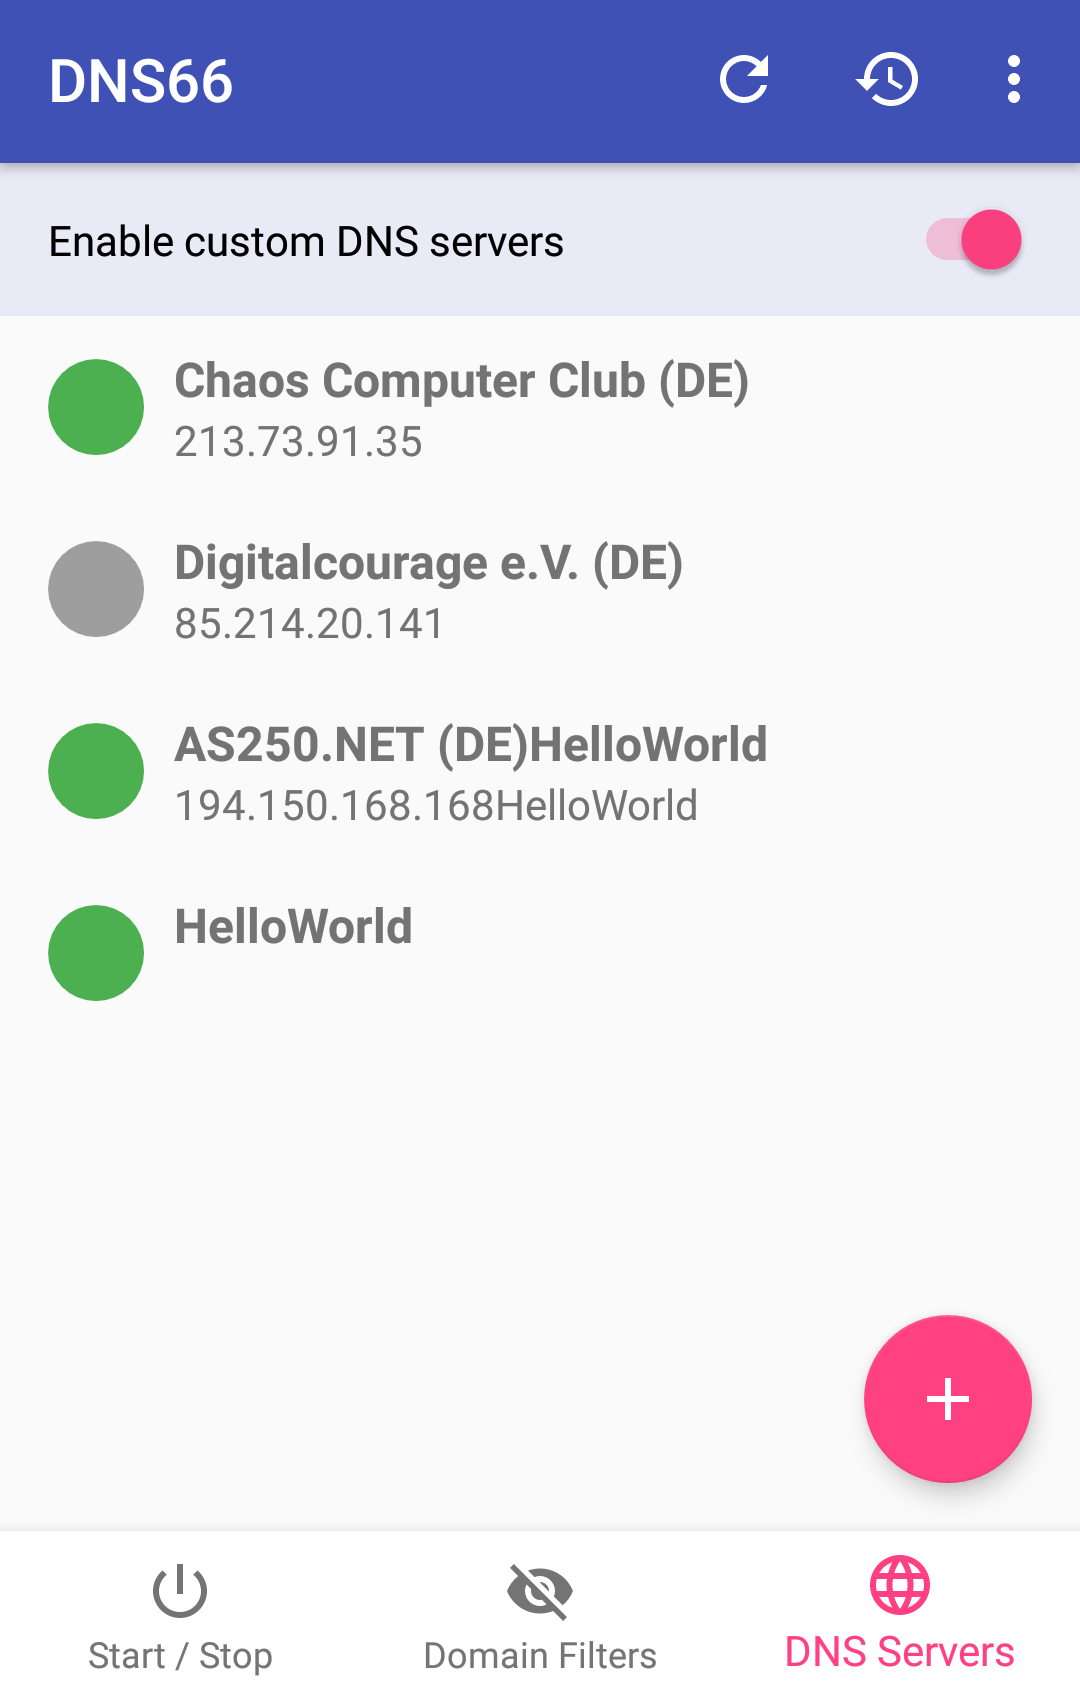 DNS66
Enable custom DNS servers
Chaos Computer Club (DE)
213.73.91.35
Digitalcourage e.V. (DE)
85.214.20.141
AS250.NET (DE)HelloWorld
194.150.168.168HelloWorld
HelloWorld
Start / Stop
Domain Filters
DNS Servers